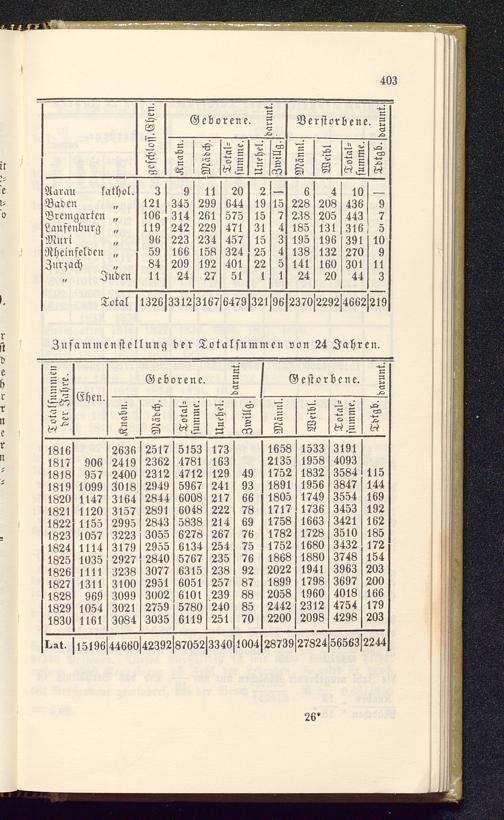 403
geschloss. Ehen. Geborene. darunt. Verstorbene. darunt.
Knabn. Mädch. Total-summe. Unehel. Zwillg. Männl. Weibl Total-summe. Tdtgb.
Aarau kathol. 3 9 11 20 2 — 6 4 10 —
Baden „ 121 345 299 644 19 15 228 208 436 9
Bremgarten „ 106 314 261 575 15 7 238 205 443 7
Laufenburg „ 119 242 229 471 31 4 185 131 316 5
Muri „ 96 223 234 457 15 3 195 196 391 10
Rheinfelden „ 59 166 158 324 25 4 138 132 270 9
Zurzach „ 84 209 192 401 22 5 141 160 301 11
„ Juden 11 24 27 51 1 1 24 20 44 3
Total 1326 3312 3167 6479 321 96 2370 2292 4662 219
Zusammenstellung der Totalsummen von 24 Jahren.
Totalsummen der Jahre. Ehen. Geborene. darunt. Gestorbene. darunt.
Knabn. Mädch. Total-summe. Unehel. Zwillg. Männl. Weibl. Total-summe. Tdtgb.
1816 2636 2517 5153 173 1658 1533 3191
1817 906 2419 2362 4781 163 2135 1958 4093
1818 957 2400 2312 4712 129 49 1752 1832 3584 115
1819 1099 3018 2949 5967 241 93 1891 1956 3847 144
1820 1147 3164 2844 6008 217 66 1805 1749 3554 169
1821 1120 3157 2891 6048 222 78 1717 1736 3453 192
1822 1155 2995 2843 5838 214 69 1758 1663 3421 162
1823 1057 3223 3055 6278 267 76 1782 1728 3510 185
1824 1114 3179 2955 6134 254 75 1752 1680 3432 172
1825 1035 2927 2840 5767 235 76 1868 1880 3748 154
1826 1111 3238 3077 6315 238 92 2022 1941 3963 203
1827 1311 3100 2951 6051 257 87 1899 1798 3697 200
1828 969 3099 3002 6101 239 88 2058 1960 4018 166
1829 1054 3021 2759 5780 240 85 2442 2312 4754 179
1830 1161 3084 3035 6119 251 70 2200 2098 4298 203
Lat. 15196 44660 42392 87052 3340 1004 28739 27824 56563 2244
26*